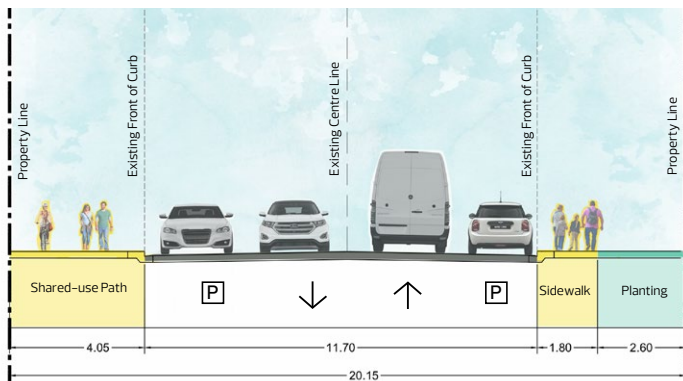 Property Line
Existing Front of Curb
Existing Centre Line
Existing Front of Curb
Property Line
Shared-use Path
P
P
Sidewalk
Planting
4.05
11.70
1.80
2.60
20.15